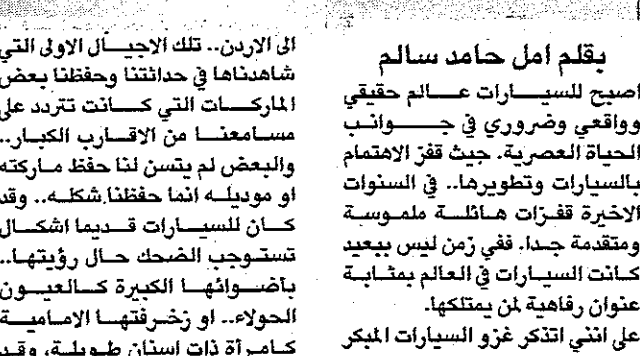 بقلم امل حامد سالم
اصبح للسيارات عالم حقيقي
وواقعي وضروري في جوانب
الحياة العصرية. حيث قفز الاهتمام
بالسيارات وتطويرها.. في السنوات
الاخيرة قفزات هائلة ملموسة
ومتقدمة جدا. ففي زمن ليس ببعيد
كانت السيارات في العالم بمثابة
عنوان رفاهية لمن يمتلكها.
على انني اتذكر غزو السيارات المبكر
الى الاردن.. تلك الاجيال الاولى التي
شاهدناها في حداثتنا وحفظنا بعض
الماركات التي كانت تتردد على
مسامعنا من الاقارب الكبار..
والبعض لم يتسن لنا حفظ ماركته
او موديله انما حفظنا شكله.. وقد
كان للسيارات قديما اشكال
تستوجب الضحك حال رؤيتها..
بأضوائها الكبيرة كالعيون
الحولاء.. او زخرفتها الامامية
كامرأة ذات اسنان طويلة، وقد